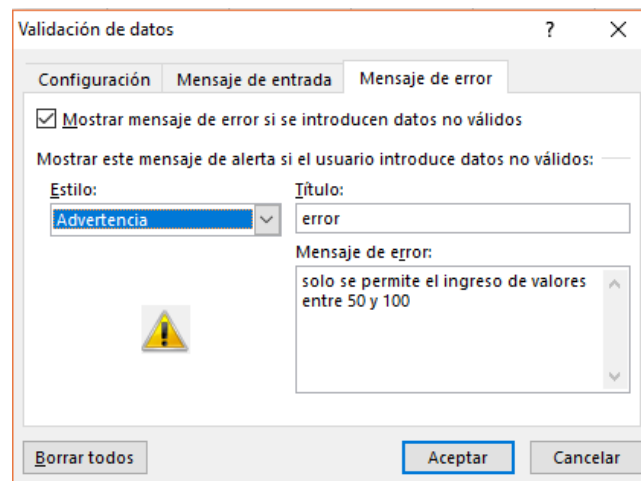 Validación de datos ? X
Configuración Mensaje de entrada Mensaje de error
Mostrar mensaje de error si se introducen datos no válidos
Mostrar este mensaje de alerta si el usuario introduce datos no válidos:
Estilo: Título:
Advertencia error
Mensaje de error:
solo se permite el ingreso de valores
entre 50 y 100
Borrar todos Aceptar Cancelar